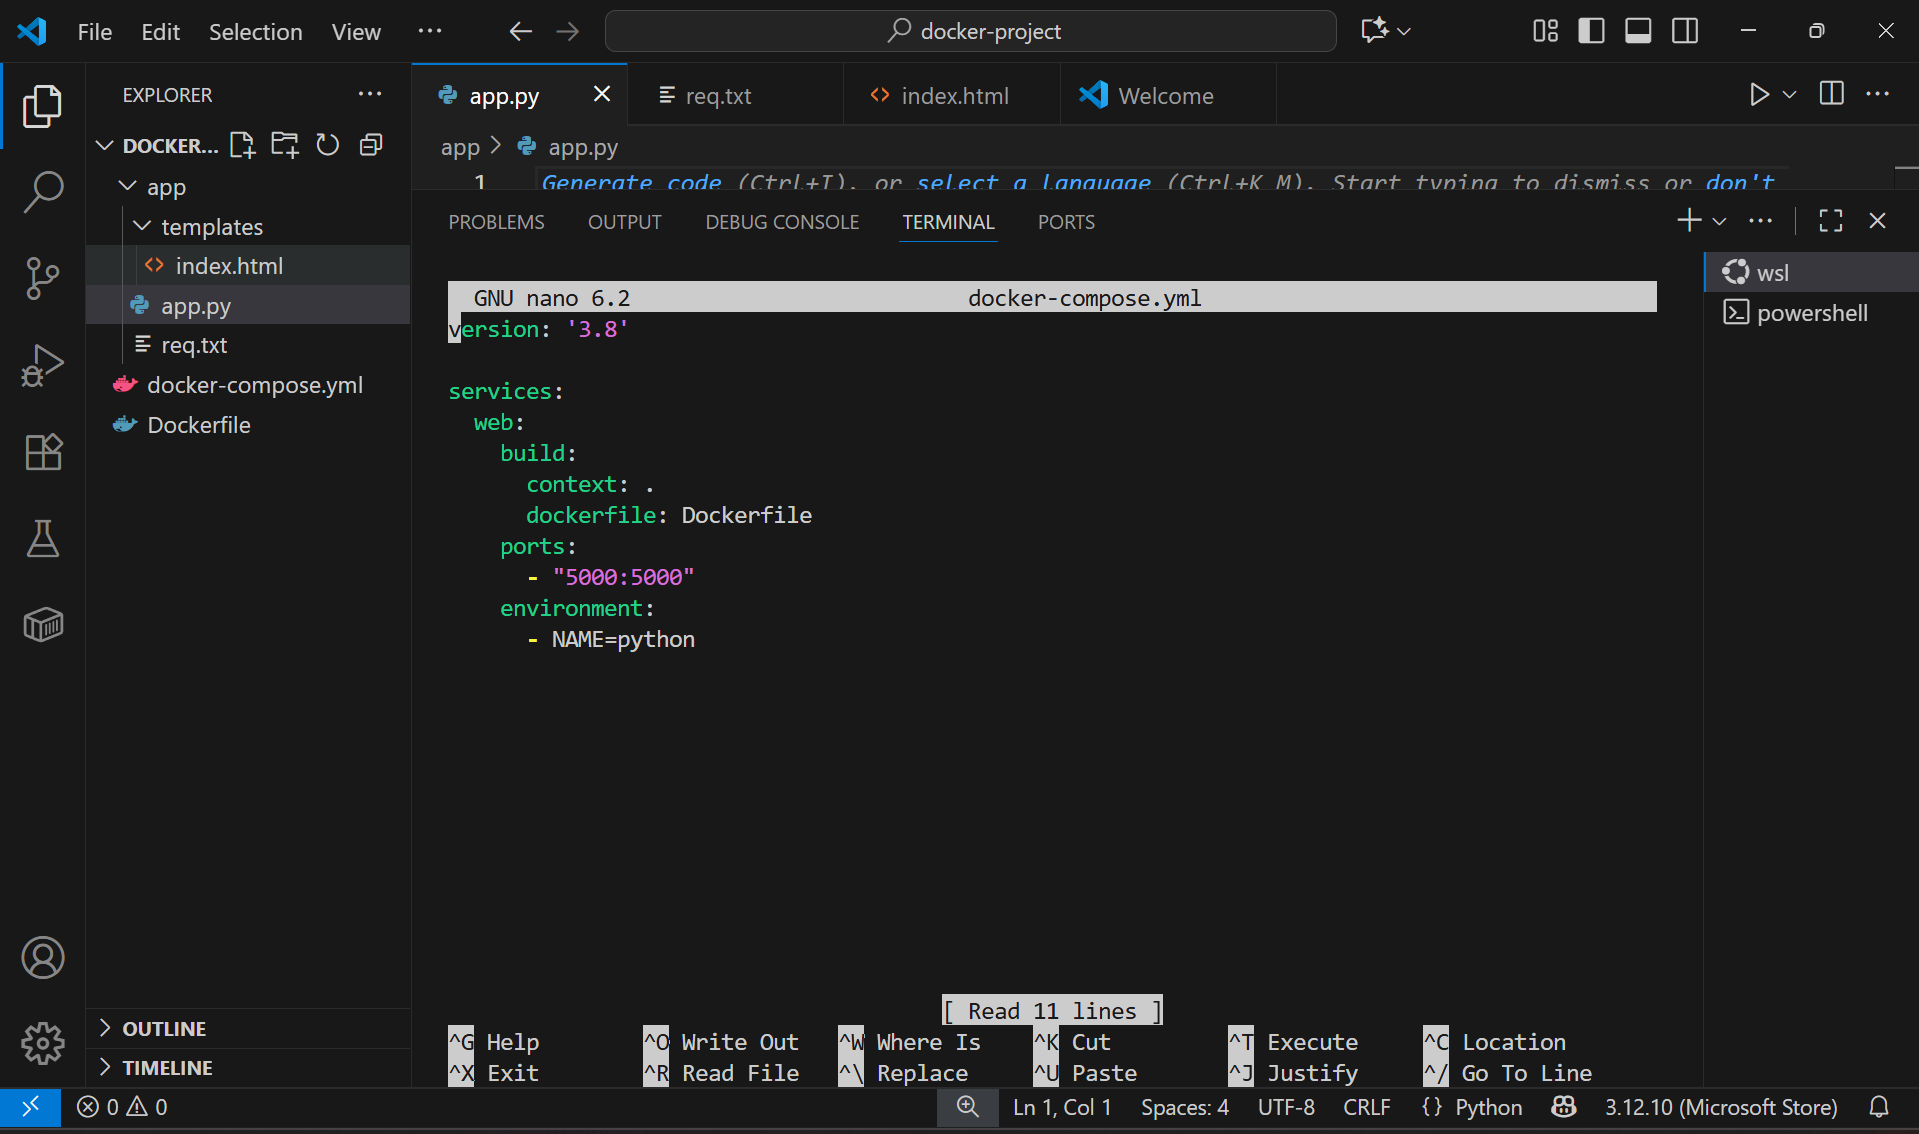 File Edit Selection View ··· docker-project
EXPLORER ···
DOCKER...
app
templates
index.html
app.py
req.txt
docker-compose.yml
Dockerfile
OUTLINE
TIMELINE
app.py req.txt index.html Welcome
app > app.py
1 Generate code (Ctrl+I), or select a language (Ctrl+K M). Start typing to dismiss or don't
PROBLEMS OUTPUT DEBUG CONSOLE TERMINAL PORTS
wsl
powershell
GNU nano 6.2 docker-compose.yml
version: '3.8'
services:
  web:
    build:
      context: .
      dockerfile: Dockerfile
    ports:
      - "5000:5000"
    environment:
      - NAME=python
[ Read 11 lines ]
^G Help ^O Write Out ^W Where Is ^K Cut ^T Execute ^C Location
^X Exit ^R Read File ^\ Replace ^U Paste ^J Justify ^/ Go To Line
0 0 Ln 1, Col 1 Spaces: 4 UTF-8 CRLF {} Python 3.12.10 (Microsoft Store)